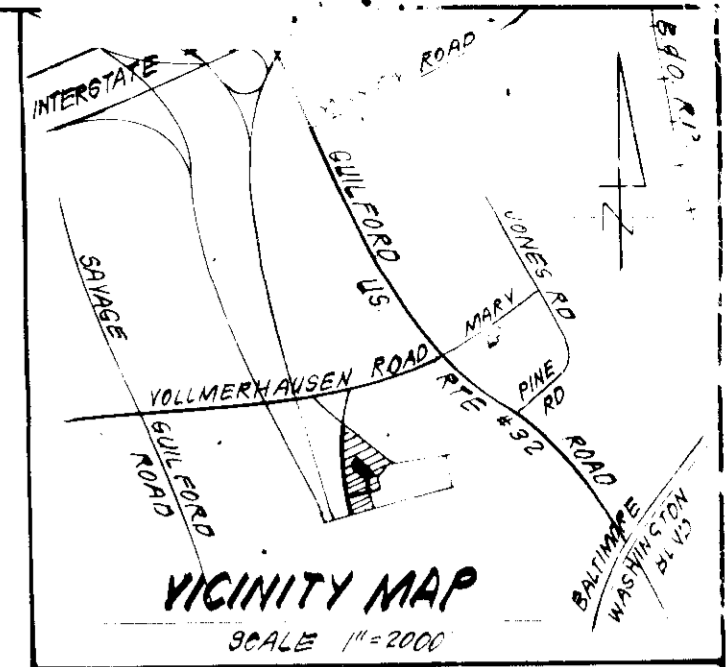 INTERSTATE
ROAD
B & O. R.R.
GUILFORD
U.S.
JONES RD
SAVAGE
MARY
VOLLMERHAUSEN ROAD
RTE #32
PINE
RD
ROAD
GUILFORD
ROAD
BALTIMORE
WASHINGTON
BLVD
N
VICINITY MAP
SCALE 1"=2000'